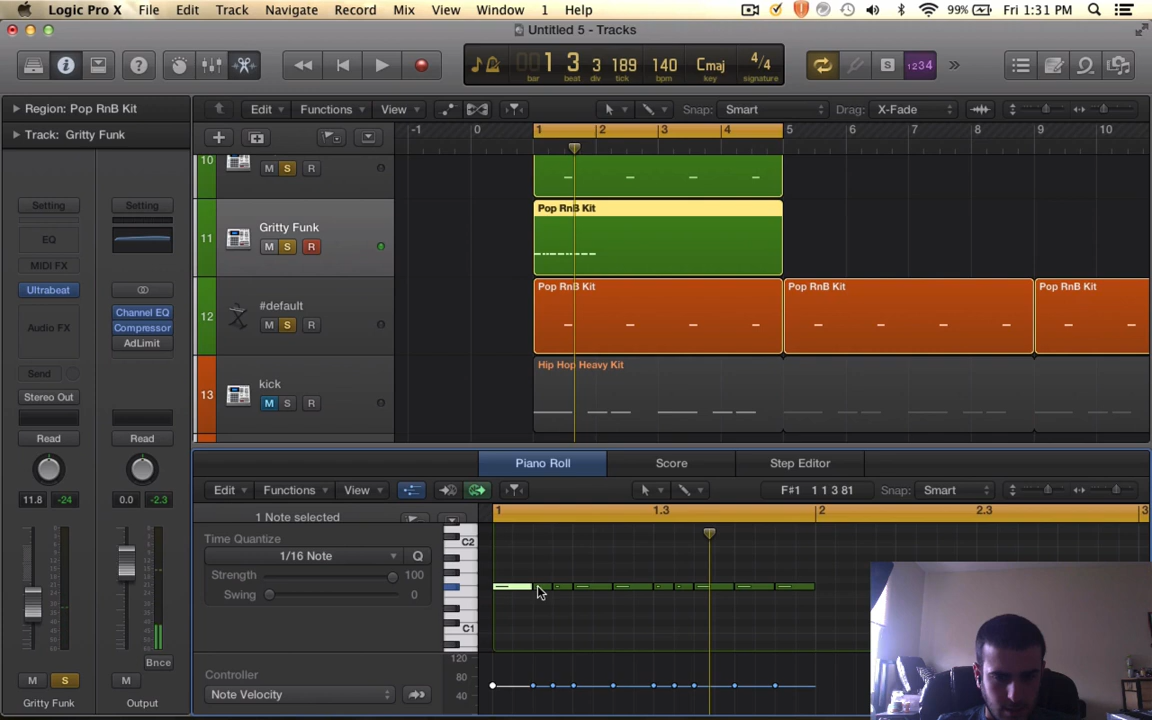 Logic Pro X File Edit Track Navigate Record Mix View Window 1 Help 99% Fri 1:31 PM
Untitled 5 - Tracks
1 3 3 189 140 Cmaj 4/4
bar beat div tick bpm key signature
S 1234
Region: Pop RnB Kit
Edit Functions View Snap: Smart Drag: X-Fade
Track: Gritty Funk
-1 0 1 2 3 4 5 6 7 8 9 10
10 M S R
Setting Setting
11 Gritty Funk M S R Pop RnB Kit
EQ
MIDI FX
Ultrabeat
12 #default M S R Pop RnB Kit Pop RnB Kit Pop RnB Kit
Channel EQ
Audio FX Compressor
AdLimit
Send
13 kick M S R Hip Hop Heavy Kit
Stereo Out
Read Read
Piano Roll Score Step Editor
11.8 -24 0.0 -2.3
Edit Functions View F#1 1 1 3 81 Snap: Smart
1 Note selected 1 1.3 2 2.3 3
Time Quantize C2
1/16 Note Q
Strength 100
Swing 0
C1
Bnce
Controller 120
M S M Note Velocity 80
40
Gritty Funk Output